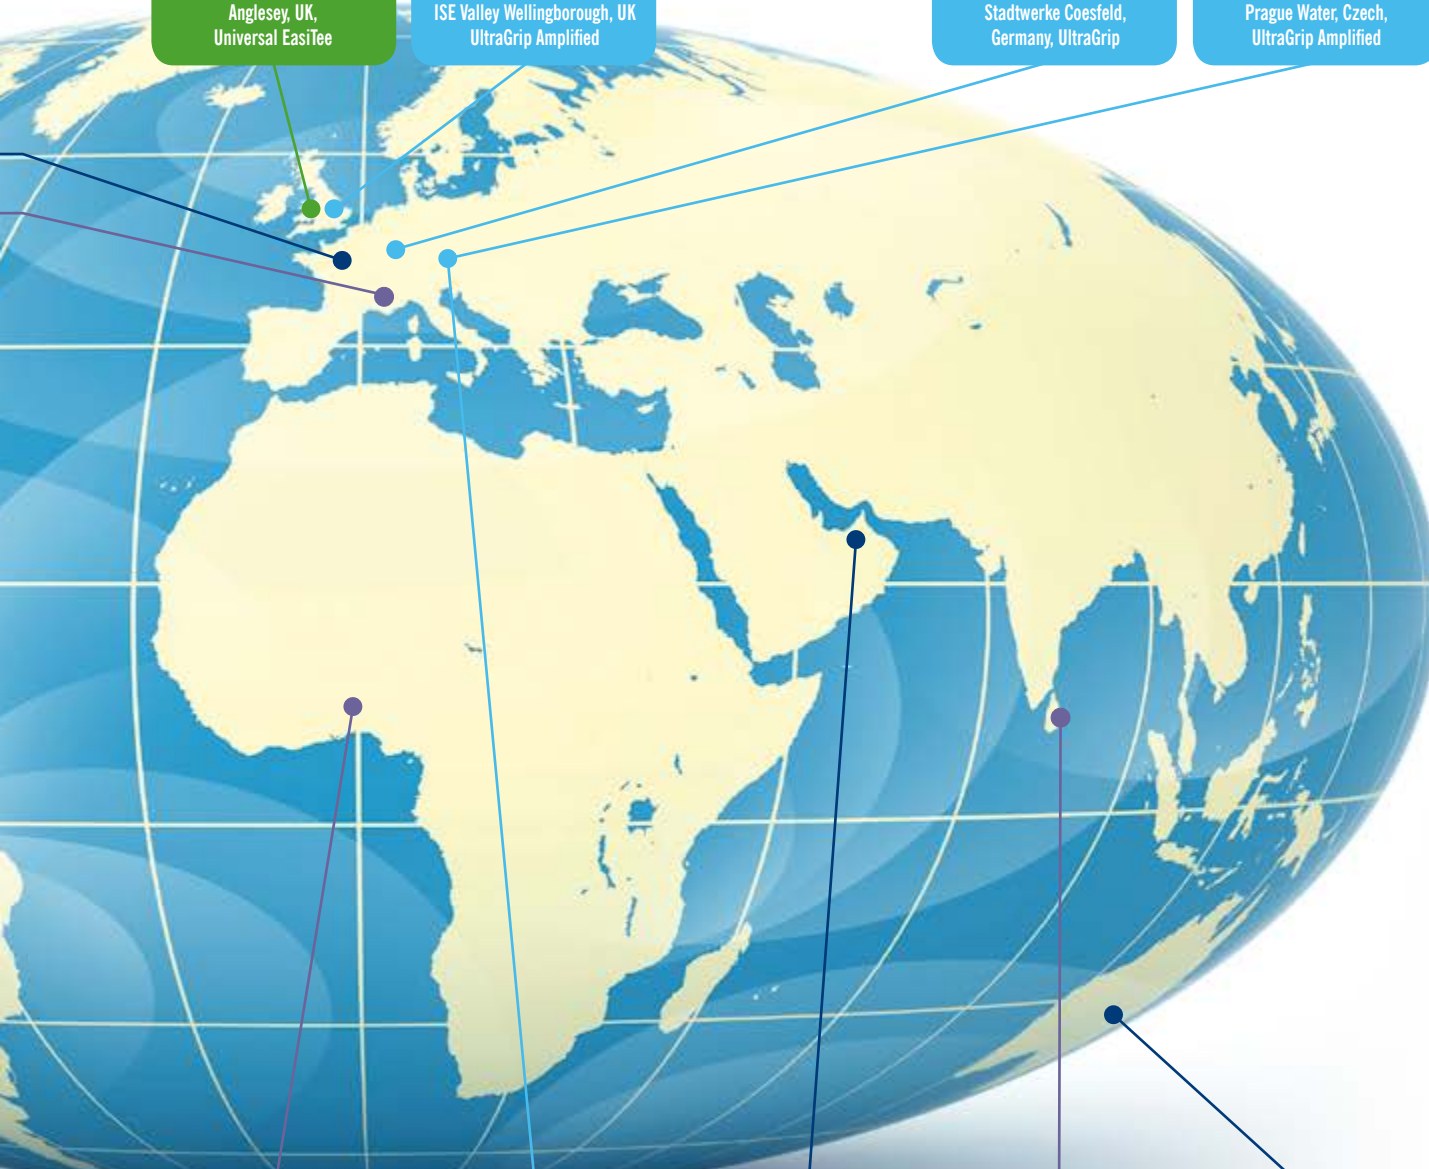 Anglesey, UK,
Universal EasiTee
ISE Valley Wellingborough, UK
UltraGrip Amplified
Stadtwerke Coesfeld,
Germany, UltraGrip
Prague Water, Czech,
UltraGrip Amplified